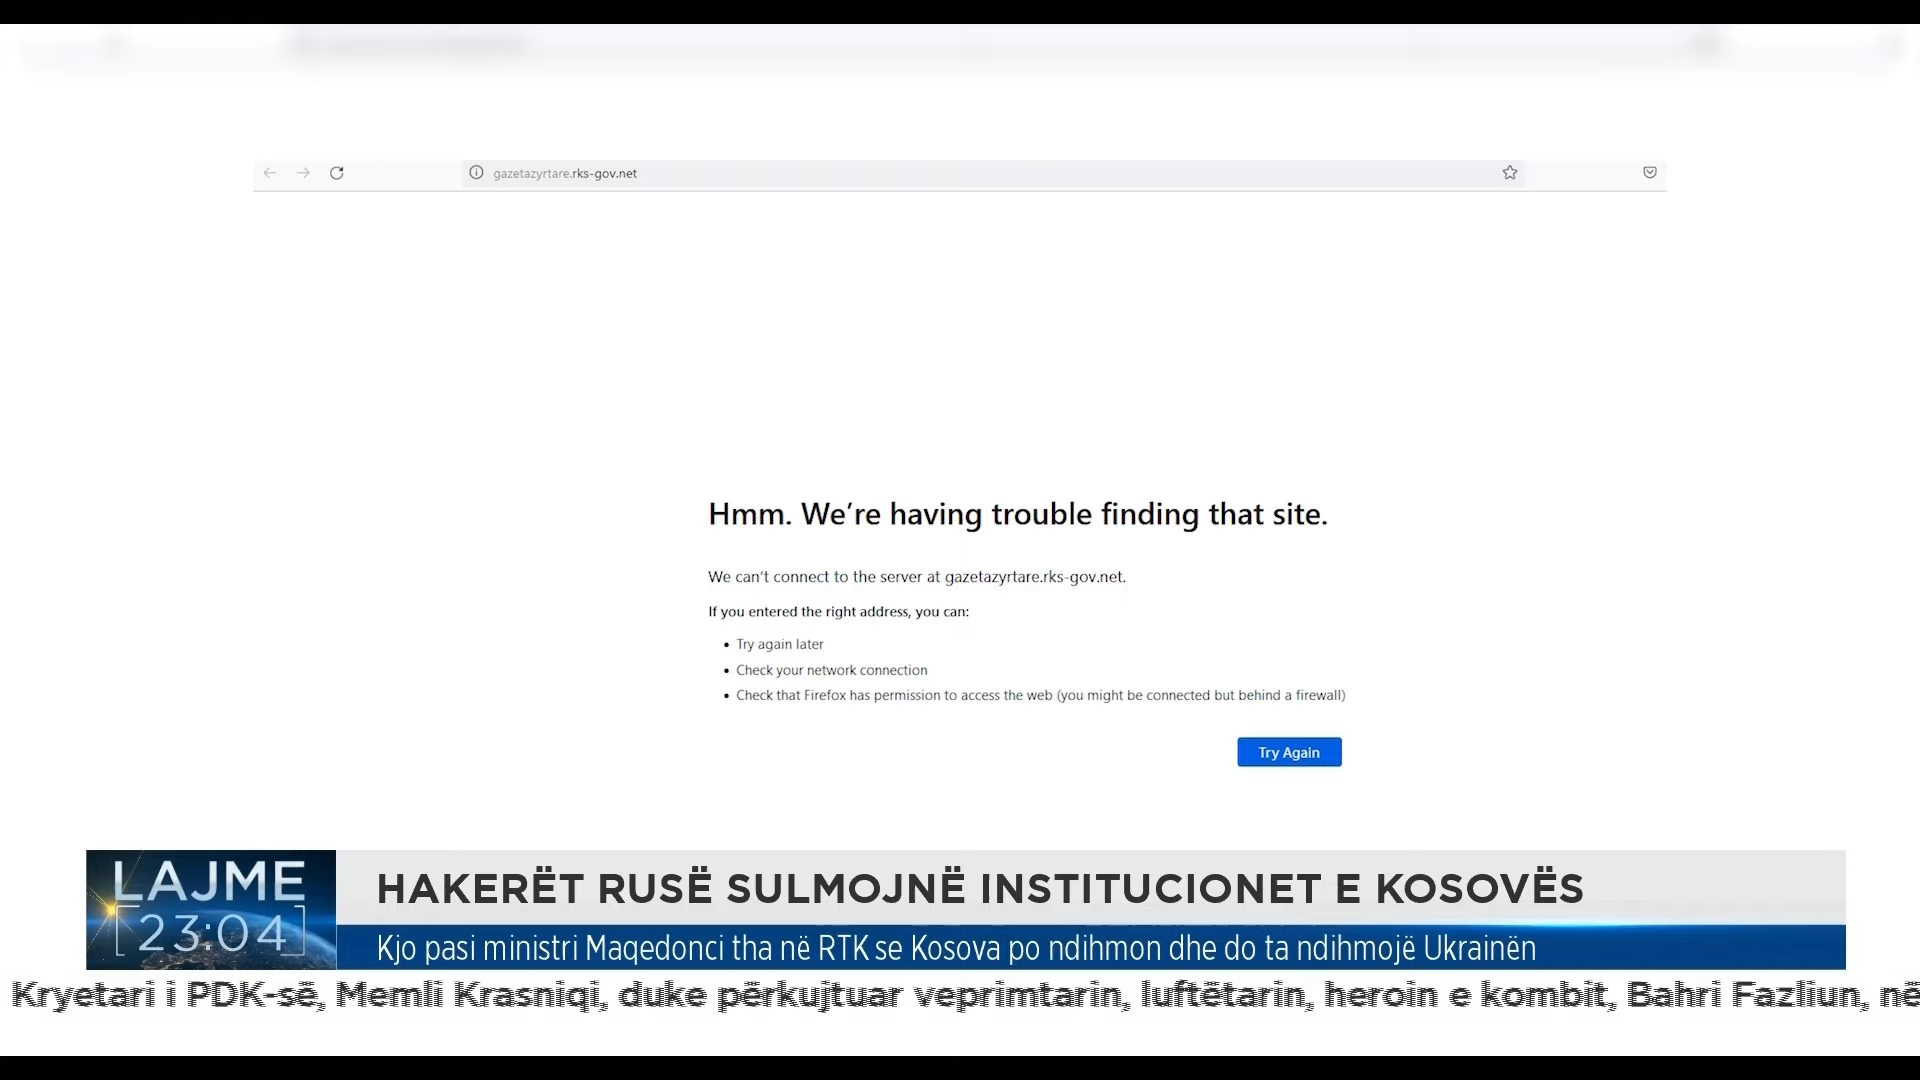 gazetazyrtare.rks-gov.net
Hmm. We're having trouble finding that site.
We can't connect to the server at gazetazyrtare.rks-gov.net.
If you entered the right address, you can:
Try again later
Check your network connection
Check that Firefox has permission to access the web (you might be connected but behind a firewall)
Try Again
LAJME
23:04
HAKERËT RUSË SULMOJNË INSTITUCIONET E KOSOVËS
Kjo pasi ministri Maqedonci tha në RTK se Kosova po ndihmon dhe do ta ndihmojë Ukrainën
Kryetari i PDK-së, Memli Krasniqi, duke përkujtuar veprimtarin, luftëtarin, heroin e kombit, Bahri Fazliun, në